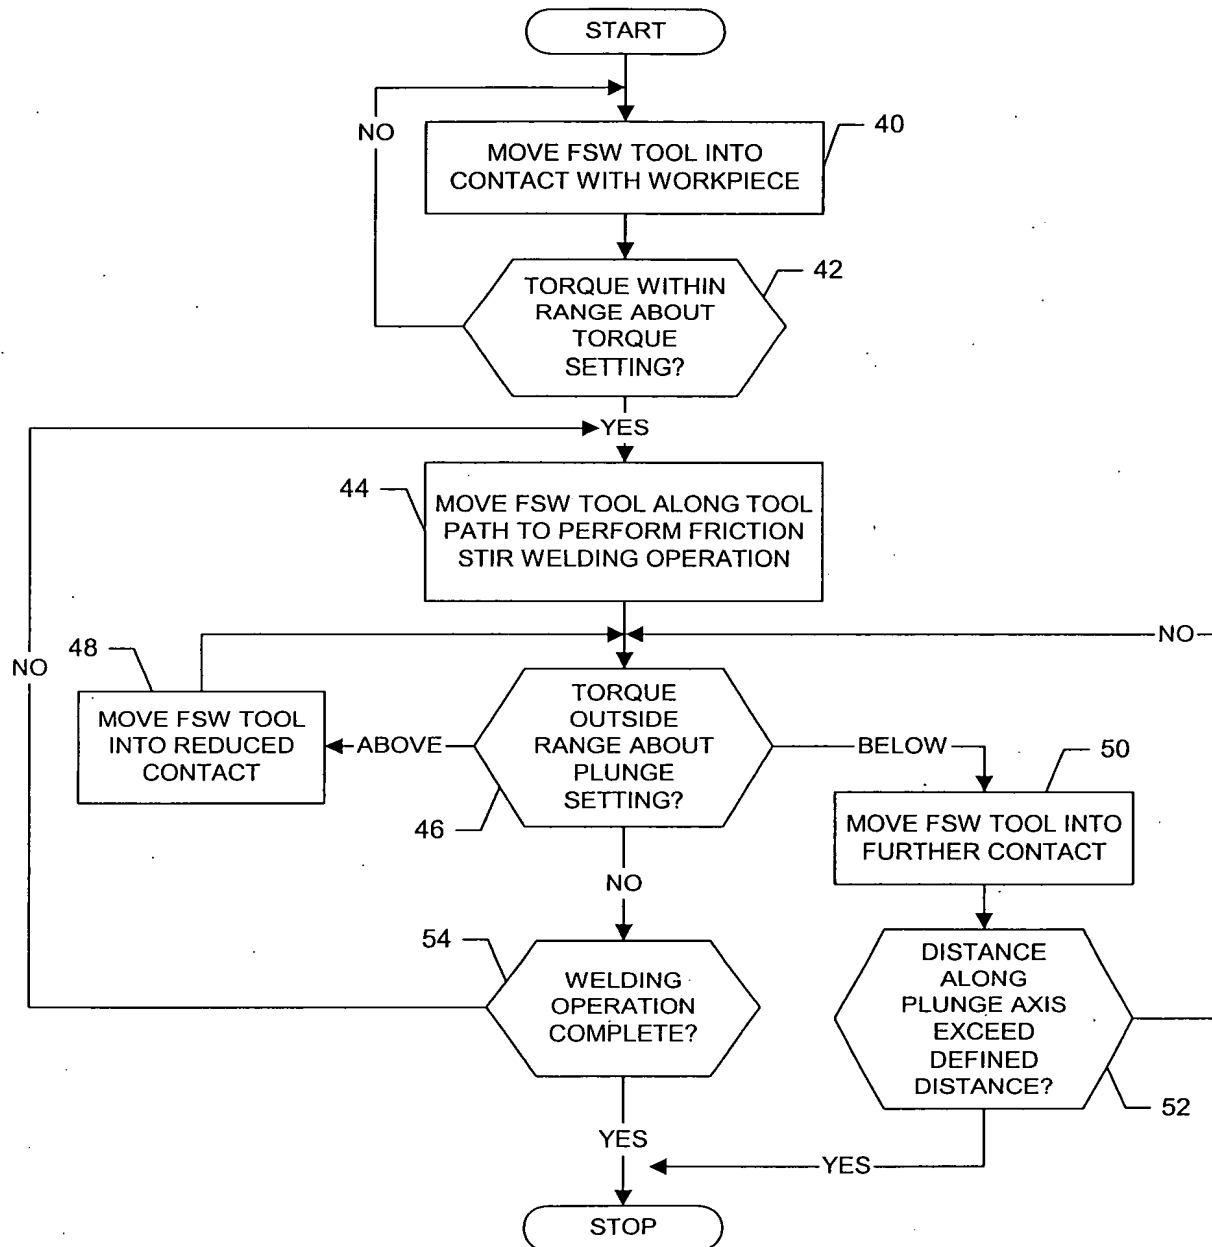 START
NO
40
MOVE FSW TOOL INTO
CONTACT WITH WORKPIECE
42
TORQUE WITHIN
RANGE ABOUT
TORQUE
SETTING?
YES
44
MOVE FSW TOOL ALONG TOOL
PATH TO PERFORM FRICTION
STIR WELDING OPERATION
NO
48
NO
MOVE FSW TOOL
INTO REDUCED
CONTACT
ABOVE
TORQUE
OUTSIDE
RANGE ABOUT
PLUNGE
SETTING?
46
BELOW
50
MOVE FSW TOOL INTO
FURTHER CONTACT
NO
54
WELDING
OPERATION
COMPLETE?
DISTANCE
ALONG
PLUNGE AXIS
EXCEED
DEFINED
DISTANCE?
52
YES
YES
STOP